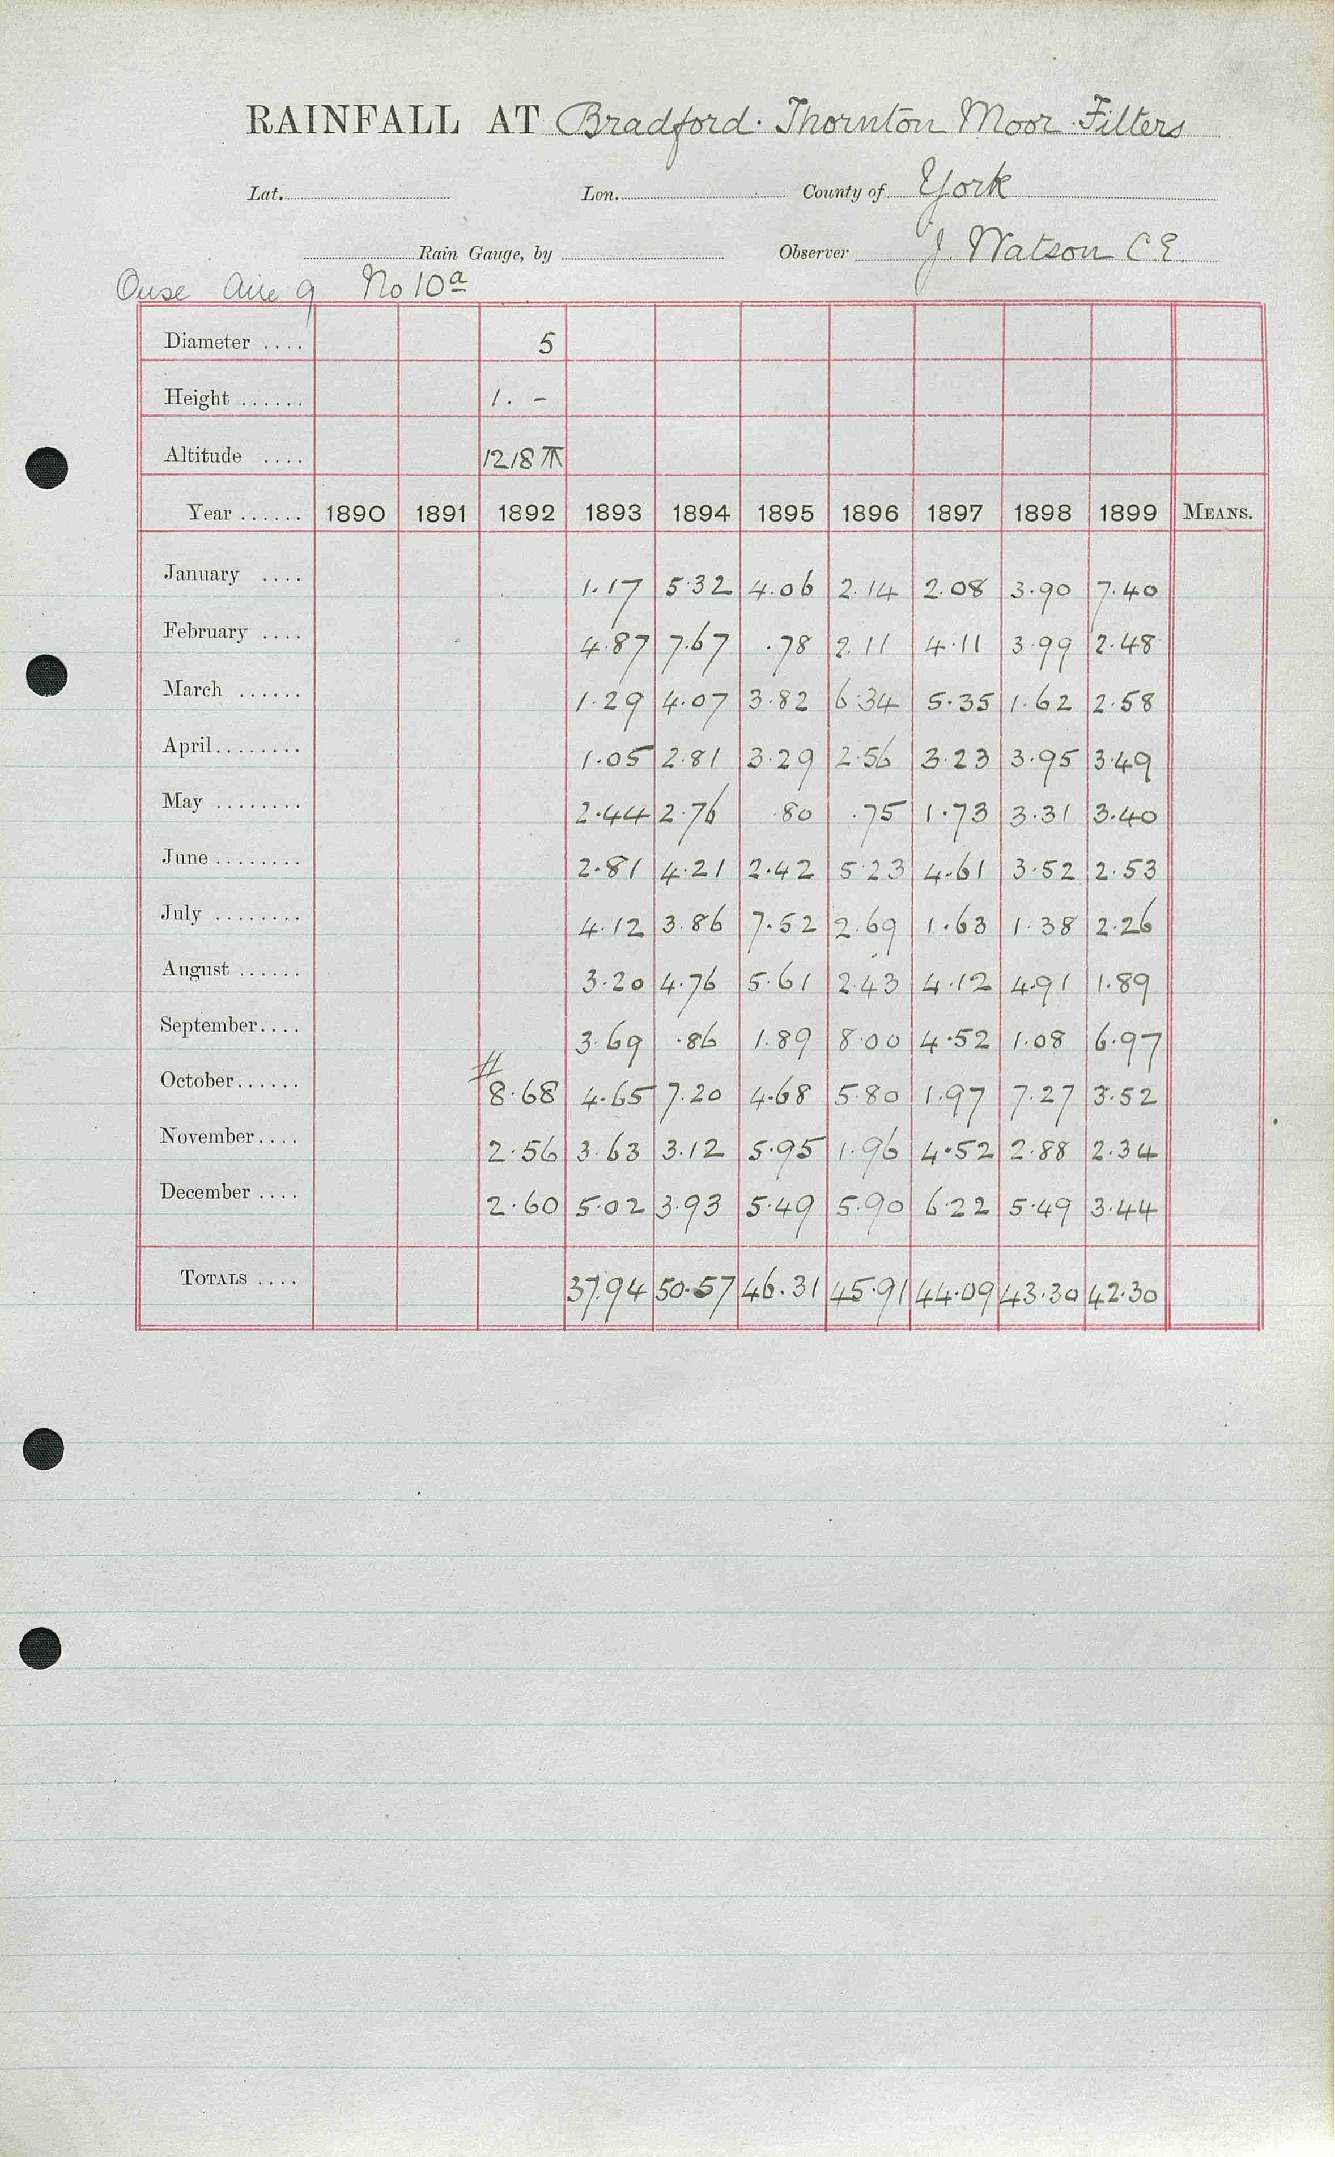 RAINFALL AT Bradford. Thornton Moor Filters
Lat. Lon. County of York
Rain Gauge, by Observer J. Watson C E
Ouse Aire 9 No 10a
Diameter .... 5
Height ...... 1. -
Altitude .... 1218 T
Year ...... 1890 1891 1892 1893 1894 1895 1896 1897 1898 1899 MEANS.
January .... 1.17 5.32 4.06 2.14 2.08 3.90 7.40
February .... 4.87 7.67 .78 2.11 4.11 3.99 2.48
March ...... 1.29 4.07 3.82 6.34 5.35 1.62 2.58
April........ 1.05 2.81 3.29 2.56 3.23 3.95 3.49
May ........ 2.44 2.76 .80 .75 1.73 3.31 3.40
June ........ 2.81 4.21 2.42 5.23 4.61 3.52 2.53
July ........ 4.12 3.86 7.52 2.69 1.63 1.38 2.26
August ...... 3.20 4.76 5.61 2.43 4.12 4.91 1.89
September.... 3.69 .86 1.89 8.00 4.52 1.08 6.97
October...... # 8.68 4.65 7.20 4.68 5.80 1.97 7.27 3.52
November.... 2.56 3.63 3.12 5.95 1.96 4.52 2.88 2.34
December .... 2.60 5.02 3.93 5.49 5.90 6.22 5.49 3.44
TOTALS .... 37.94 50.57 46.31 45.91 44.09 43.30 42.30